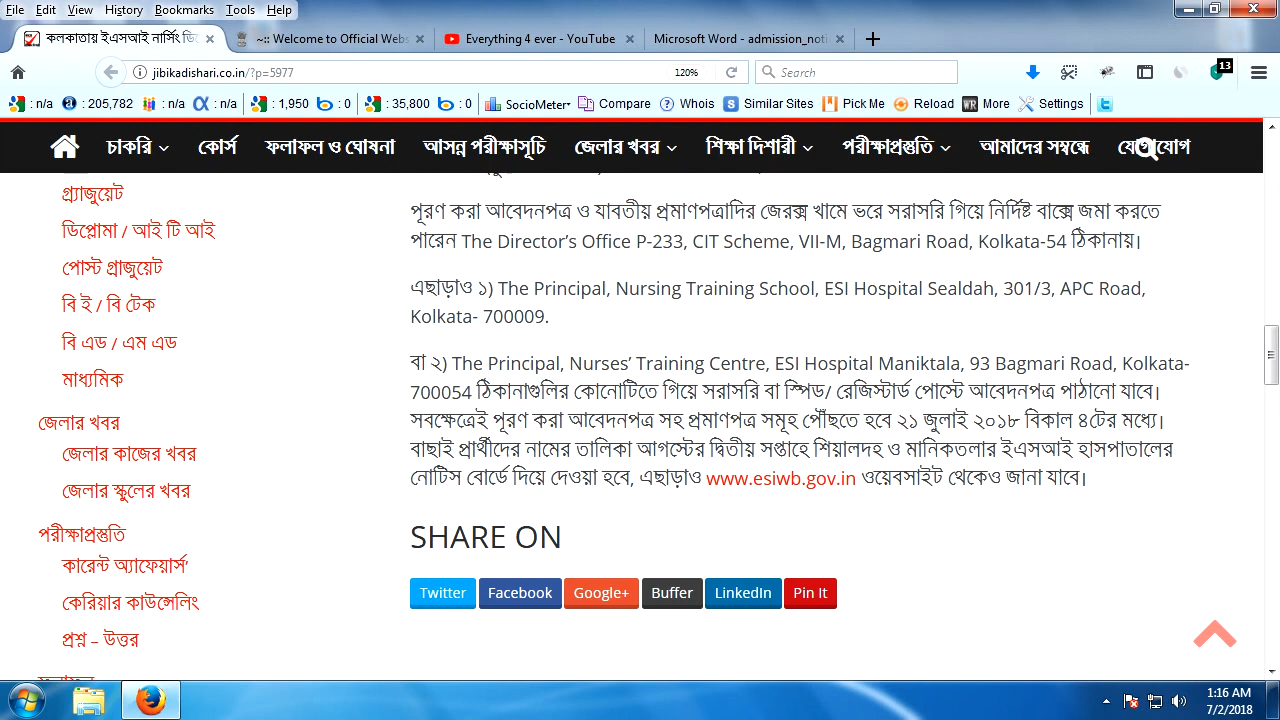 File Edit View History Bookmarks Tools Help
কলকাতায় ইএসআই নার্সিং
~:: Welcome to Official Webs
Everything 4 ever - YouTube
Microsoft Word - admission_noti
jibikadishari.co.in/?p=5977
120%
Search
13
: n/a : 205,782 : n/a : n/a : 1,950 : 0 : 35,800 : 0 SocioMeter Compare Whois Similar Sites Pick Me Reload More Settings
চাকরি কোর্স ফলাফল ও ঘোষনা আসন্ন পরীক্ষাসূচি জেলার খবর শিক্ষা দিশারী পরীক্ষাপ্রস্তুতি আমাদের সম্বন্ধে যোগাযোগ
গ্র্যাজুয়েট
ডিপ্লোমা / আই টি আই
পোস্ট গ্রাজুয়েট
বি ই / বি টেক
বি এড / এম এড
মাধ্যমিক
জেলার খবর
জেলার কাজের খবর
জেলার স্কুলের খবর
পরীক্ষাপ্রস্তুতি
কারেন্ট অ্যাফেয়ার্স’
কেরিয়ার কাউন্সেলিং
প্রশ্ন – উত্তর
পূরণ করা আবেদনপত্র ও যাবতীয় প্রমাণপত্রাদির জেরক্স খামে ভরে সরাসরি গিয়ে নির্দিষ্ট বাক্সে জমা করতে
পারেন The Director’s Office P-233, CIT Scheme, VII-M, Bagmari Road, Kolkata-54 ঠিকানায়।
এছাড়াও ১) The Principal, Nursing Training School, ESI Hospital Sealdah, 301/3, APC Road,
Kolkata- 700009.
বা ২) The Principal, Nurses’ Training Centre, ESI Hospital Maniktala, 93 Bagmari Road, Kolkata-
700054 ঠিকানাগুলির কোনোটিতে গিয়ে সরাসরি বা স্পিড/ রেজিস্টার্ড পোস্টে আবেদনপত্র পাঠানো যাবে।
সবক্ষেত্রেই পূরণ করা আবেদনপত্র সহ প্রমাণপত্র সমূহ পৌঁছতে হবে ২১ জুলাই ২০১৮ বিকাল ৪টের মধ্যে।
বাছাই প্রার্থীদের নামের তালিকা আগস্টের দ্বিতীয় সপ্তাহে শিয়ালদহ ও মানিকতলার ইএসআই হাসপাতালের
নোটিস বোর্ডে দিয়ে দেওয়া হবে, এছাড়াও www.esiwb.gov.in ওয়েবসাইট থেকেও জানা যাবে।
SHARE ON
Twitter Facebook Google+ Buffer LinkedIn Pin It
1:16 AM
7/2/2018